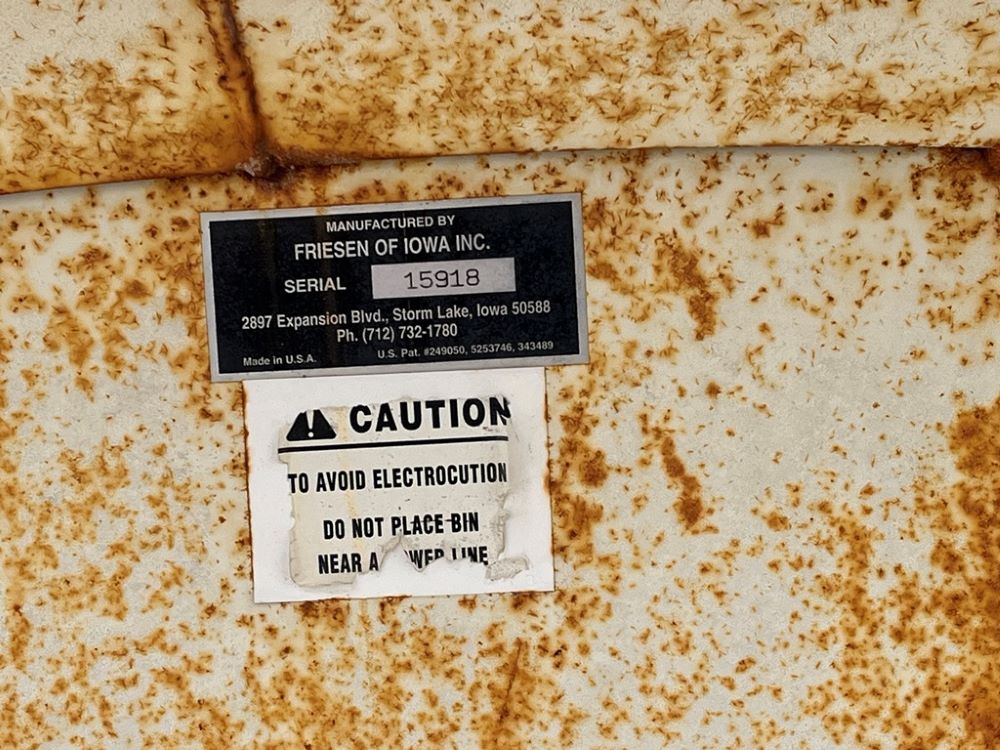 MANUFACTURED BY
FRIESEN OF IOWA INC.
SERIAL 15918
2897 Expansion Blvd., Storm Lake, Iowa 50588
Ph. (712) 732-1780
Made in U.S.A. U.S. Pat. #249050, 5253746, 343489
CAUTION
TO AVOID ELECTROCUTION
DO NOT PLACE BIN
NEAR A LINE